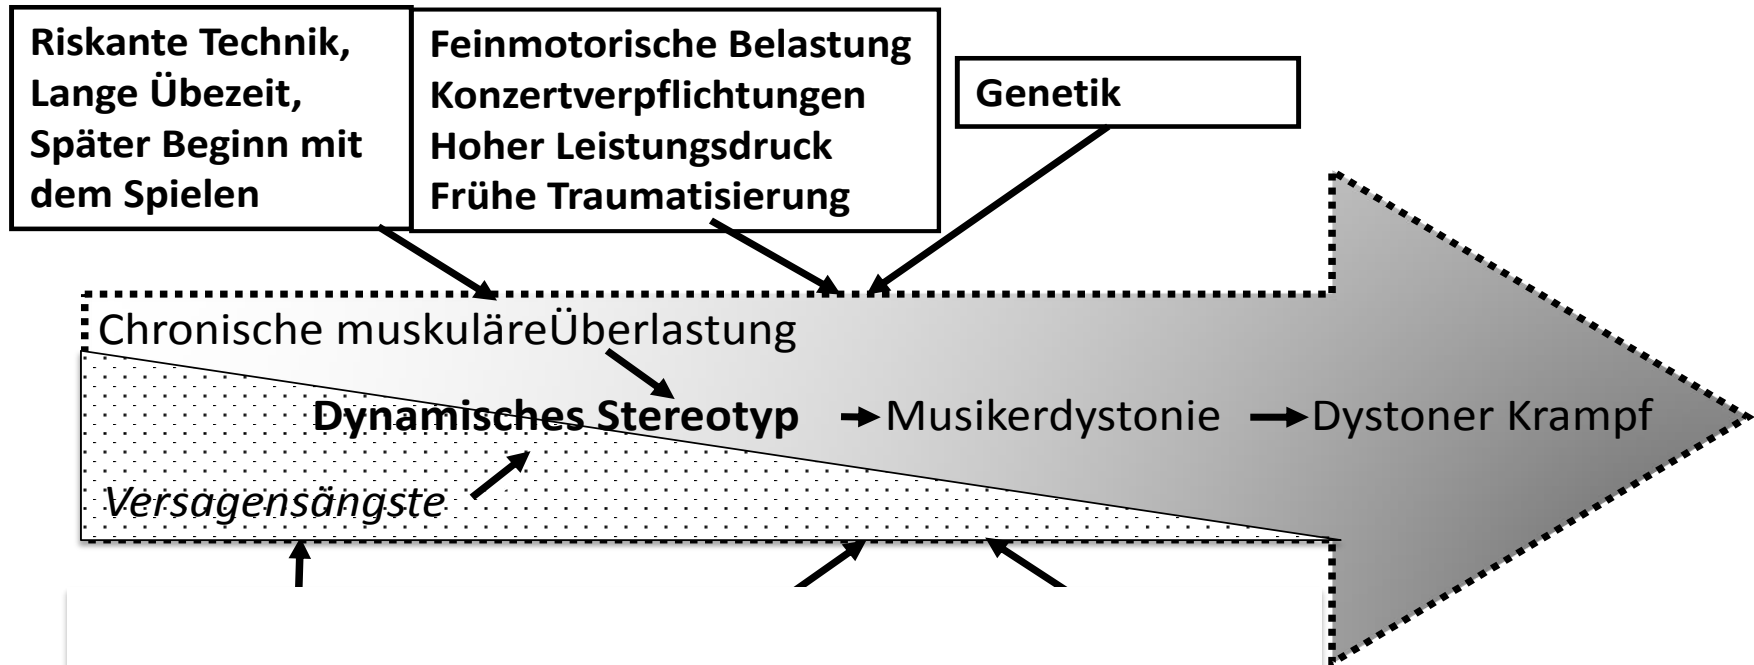 Riskante Technik,
Lange Übezeit,
Später Beginn mit
dem Spielen
Feinmotorische Belastung
Konzertverpflichtungen
Hoher Leistungsdruck
Frühe Traumatisierung
Genetik
Chronische muskuläreÜberlastung
Dynamisches Stereotyp
Musikerdystonie
Dystoner Krampf
Versagensängste